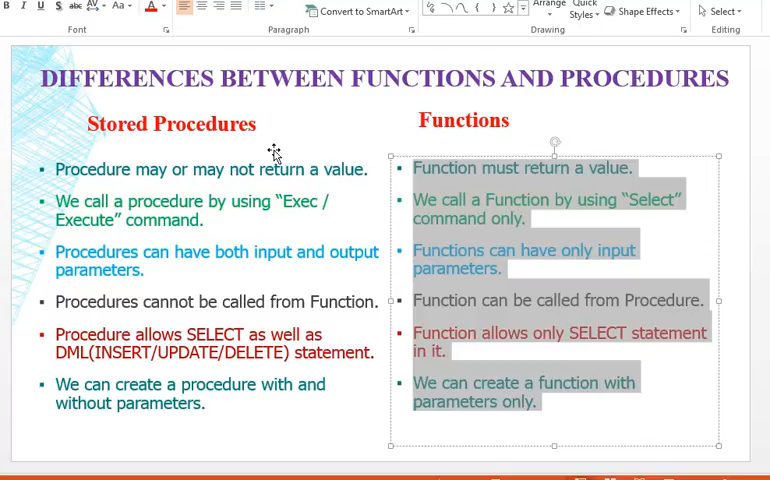 B I U S abc AV Aa A
Convert to SmartArt
Arrange
Quick
Styles
Shape Effects
Select
Font
Paragraph
Drawing
Editing
DIFFERENCES BETWEEN FUNCTIONS AND PROCEDURES
Stored Procedures
▪ Procedure may or may not return a value.
▪ We call a procedure by using “Exec /
Execute” command.
▪ Procedures can have both input and output
parameters.
▪ Procedures cannot be called from Function.
▪ Procedure allows SELECT as well as
DML(INSERT/UPDATE/DELETE) statement.
▪ We can create a procedure with and
without parameters.
Functions
▪ Function must return a value.
▪ We call a Function by using “Select”
command only.
▪ Functions can have only input
parameters.
▪ Function can be called from Procedure.
▪ Function allows only SELECT statement
in it.
▪ We can create a function with
parameters only.